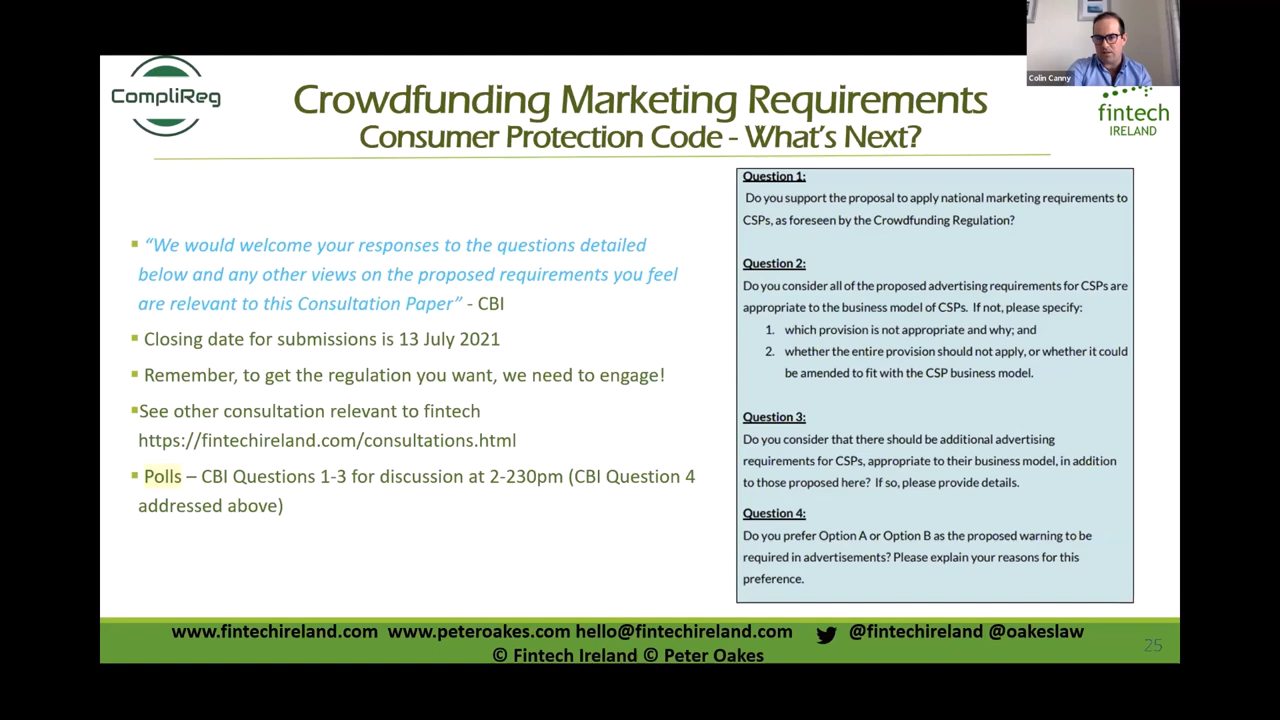 Colin Canny
CompliReg
fintech
IRELAND
Crowdfunding Marketing Requirements
Consumer Protection Code - What's Next?
▪ “We would welcome your responses to the questions detailed
below and any other views on the proposed requirements you feel
are relevant to this Consultation Paper” - CBI
▪ Closing date for submissions is 13 July 2021
▪ Remember, to get the regulation you want, we need to engage!
▪See other consultation relevant to fintech
https://fintechireland.com/consultations.html
▪ Polls – CBI Questions 1-3 for discussion at 2-230pm (CBI Question 4
addressed above)
Question 1:
Do you support the proposal to apply national marketing requirements to
CSPs, as foreseen by the Crowdfunding Regulation?
Question 2:
Do you consider all of the proposed advertising requirements for CSPs are
appropriate to the business model of CSPs. If not, please specify:
1. which provision is not appropriate and why; and
2. whether the entire provision should not apply, or whether it could
be amended to fit with the CSP business model.
Question 3:
Do you consider that there should be additional advertising
requirements for CSPs, appropriate to their business model, in addition
to those proposed here? If so, please provide details.
Question 4:
Do you prefer Option A or Option B as the proposed warning to be
required in advertisements? Please explain your reasons for this
preference.
www.fintechireland.com www.peteroakes.com hello@fintechireland.com @fintechireland @oakeslaw
© Fintech Ireland © Peter Oakes
25